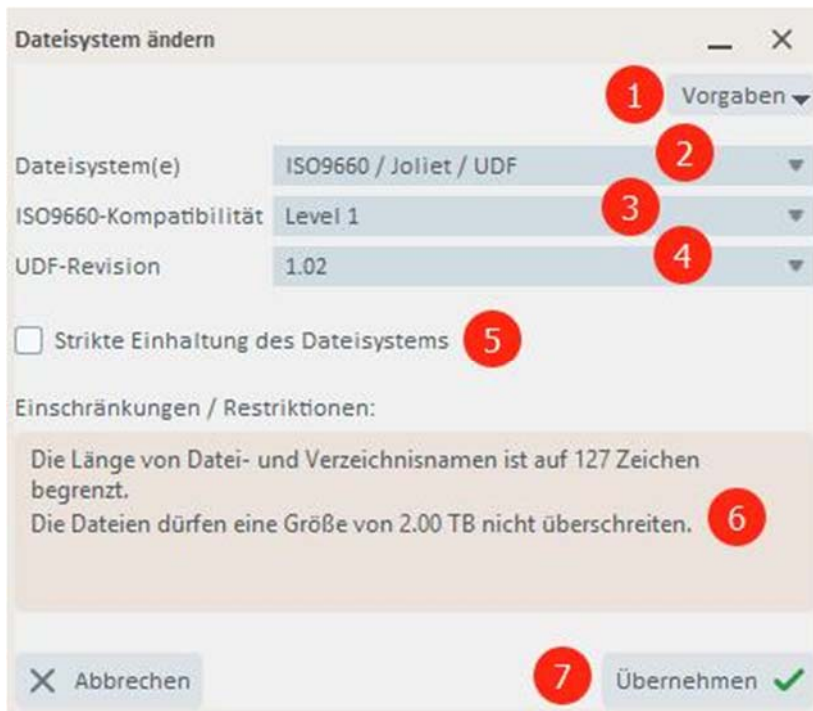 Dateisystem ändern
1 Vorgaben
Dateisystem(e) ISO9660 / Joliet / UDF 2
ISO9660-Kompatibilität Level 1 3
UDF-Revision 1.02 4
Strikte Einhaltung des Dateisystems 5
Einschränkungen / Restriktionen:
Die Länge von Datei- und Verzeichnisnamen ist auf 127 Zeichen
begrenzt.
Die Dateien dürfen eine Größe von 2.00 TB nicht überschreiten. 6
Abbrechen 7 Übernehmen